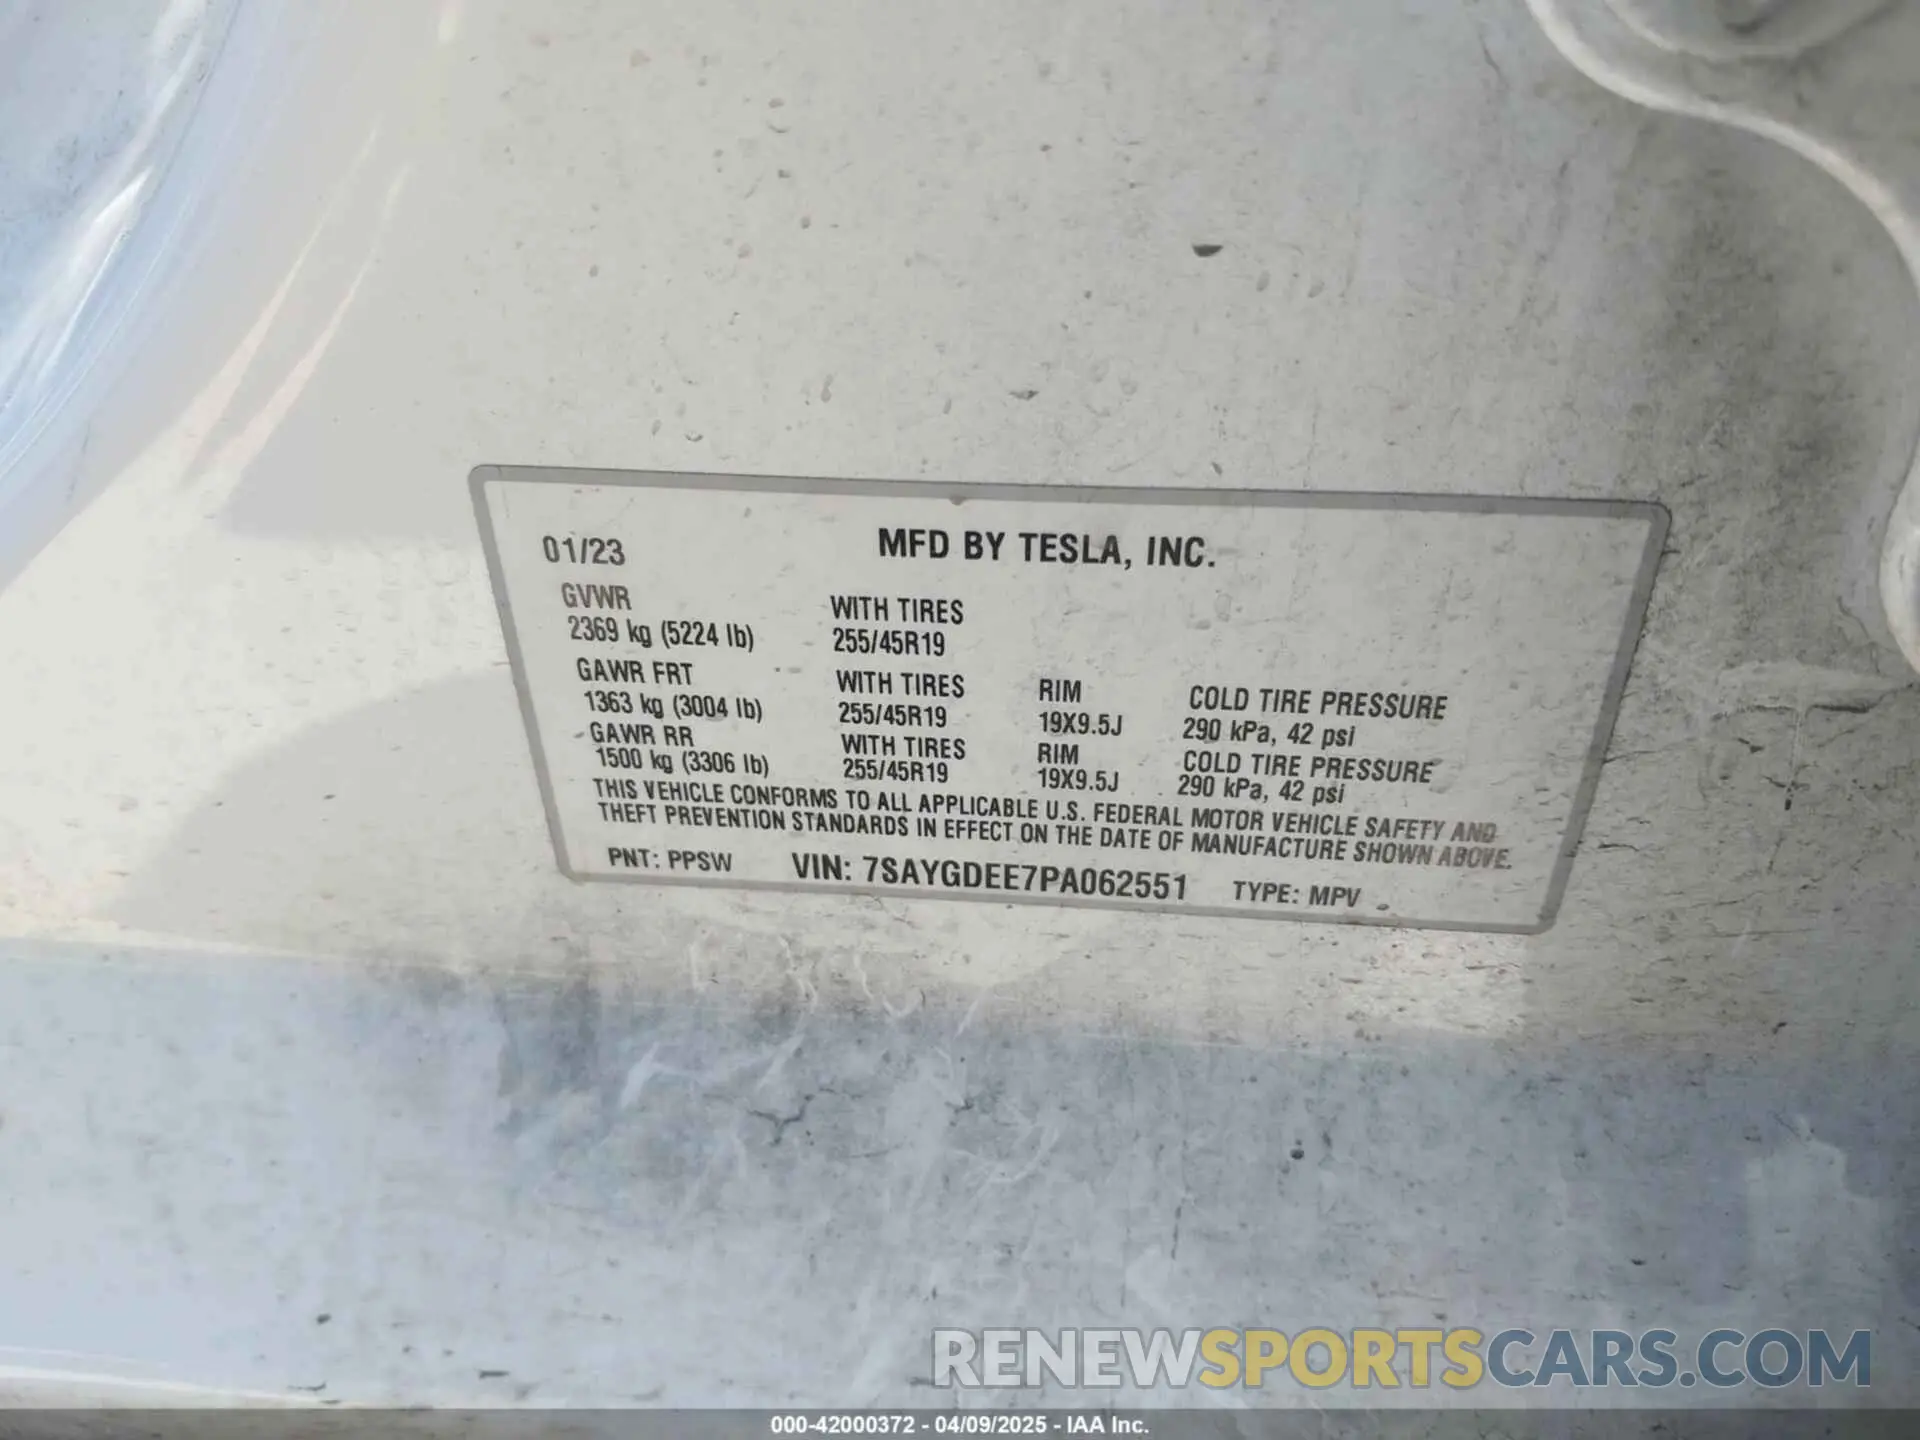 01/23 MFD BY TESLA, INC.
GVWR WITH TIRES
2369 kg (5224 lb) 255/45R19
GAWR FRT WITH TIRES RIM COLD TIRE PRESSURE
1363 kg (3004 lb) 255/45R19 19X9.5J 290 kPa, 42 psi
GAWR RR WITH TIRES RIM COLD TIRE PRESSURE
1500 kg (3306 lb) 255/45R19 19X9.5J 290 kPa, 42 psi
THIS VEHICLE CONFORMS TO ALL APPLICABLE U.S. FEDERAL MOTOR VEHICLE SAFETY AND
THEFT PREVENTION STANDARDS IN EFFECT ON THE DATE OF MANUFACTURE SHOWN ABOVE.
PNT: PPSW VIN: 7SAYGDEE7PA062551 TYPE: MPV
RENEWSPORTSCARS.COM
000-42000372 - 04/09/2025 - IAA Inc.